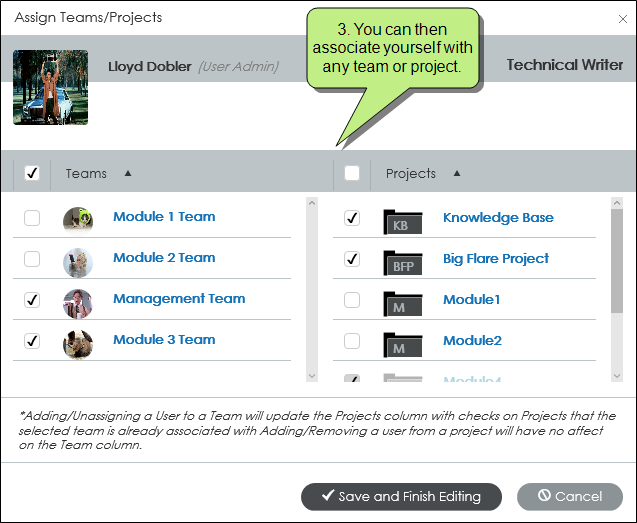 Assign Teams/Projects
3. You can then
associate yourself with
any team or project.
Lloyd Dobler (User Admin)
Technical Writer
Teams
Projects
Module 1 Team
Module 2 Team
Management Team
Module 3 Team
KB Knowledge Base
BFP Big Flare Project
M Module1
M Module2
Module4
*Adding/Unassigning a User to a Team will update the Projects column with checks on Projects that the
selected team is already associated with Adding/Removing a user from a project will have no affect
on the Team column.
Save and Finish Editing
Cancel